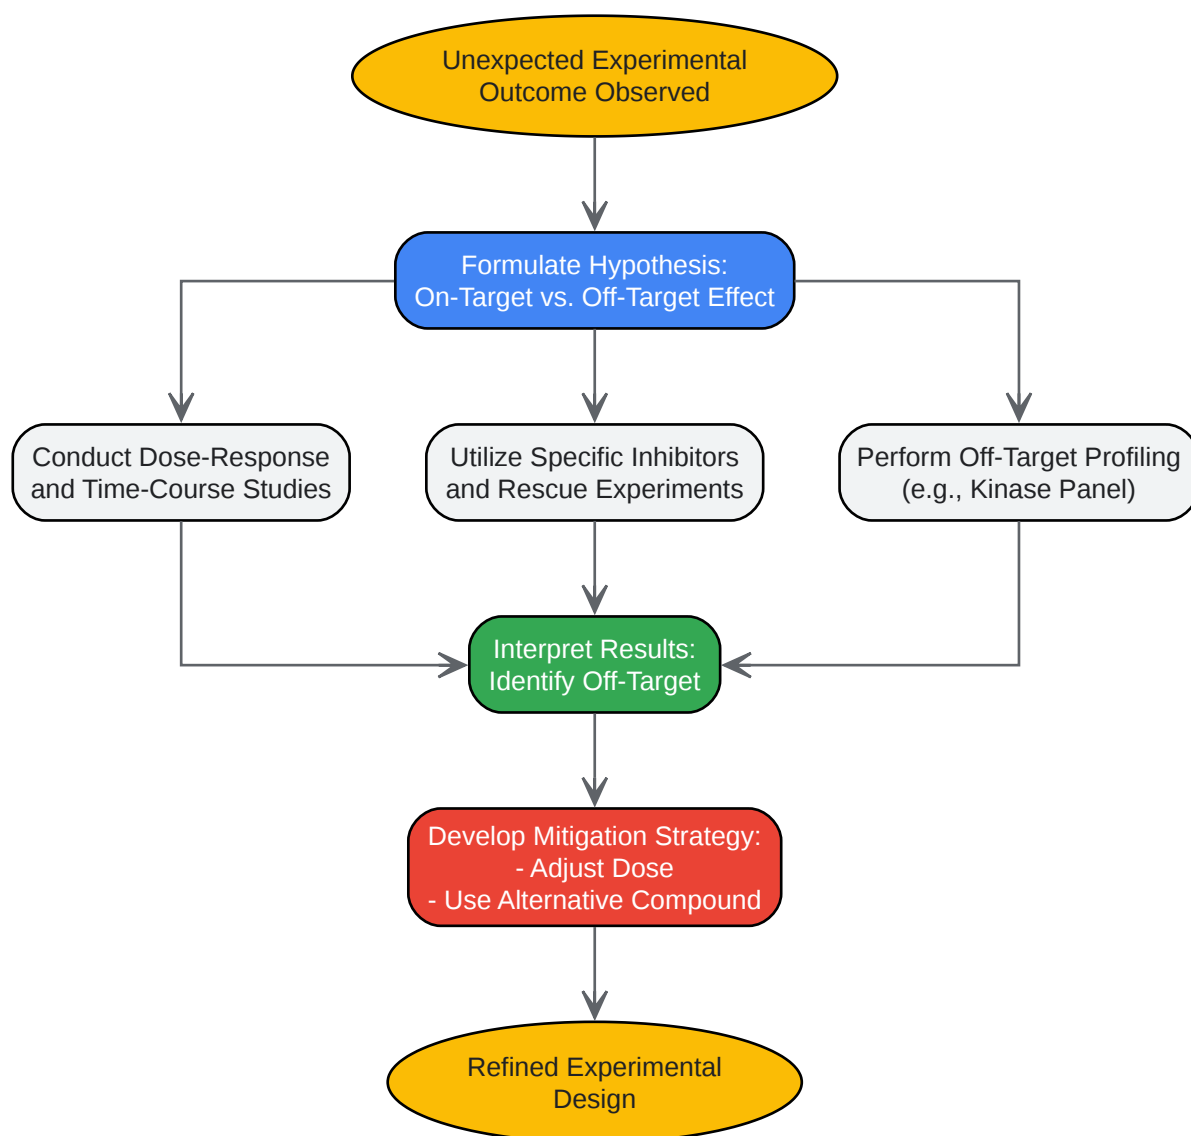 Unexpected Experimental
Outcome Observed
Formulate Hypothesis:
On-Target vs. Off-Target Effect
Conduct Dose-Response
and Time-Course Studies
Utilize Specific Inhibitors
and Rescue Experiments
Perform Off-Target Profiling
(e.g., Kinase Panel)
Interpret Results:
Identify Off-Target
Develop Mitigation Strategy:
- Adjust Dose
- Use Alternative Compound
Refined Experimental
Design